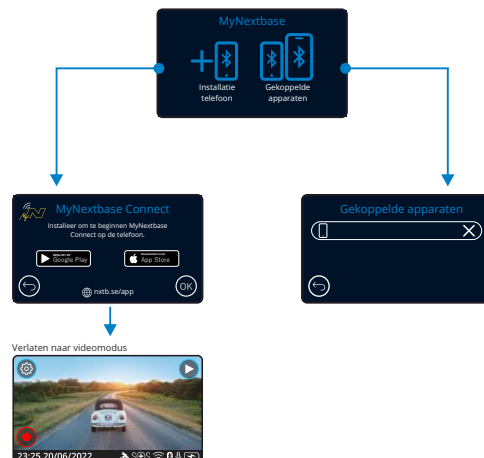 MyNextbase
Installatie
telefoon
Gekoppelde
apparaten
MyNextbase Connect
Installeer om te beginnen MyNextbase
Connect op de telefoon.
Google Play
App Store
OK
nxtb.se/app
Gekoppelde apparaten
Verlaten naar videomodus
23:25 20/06/2022